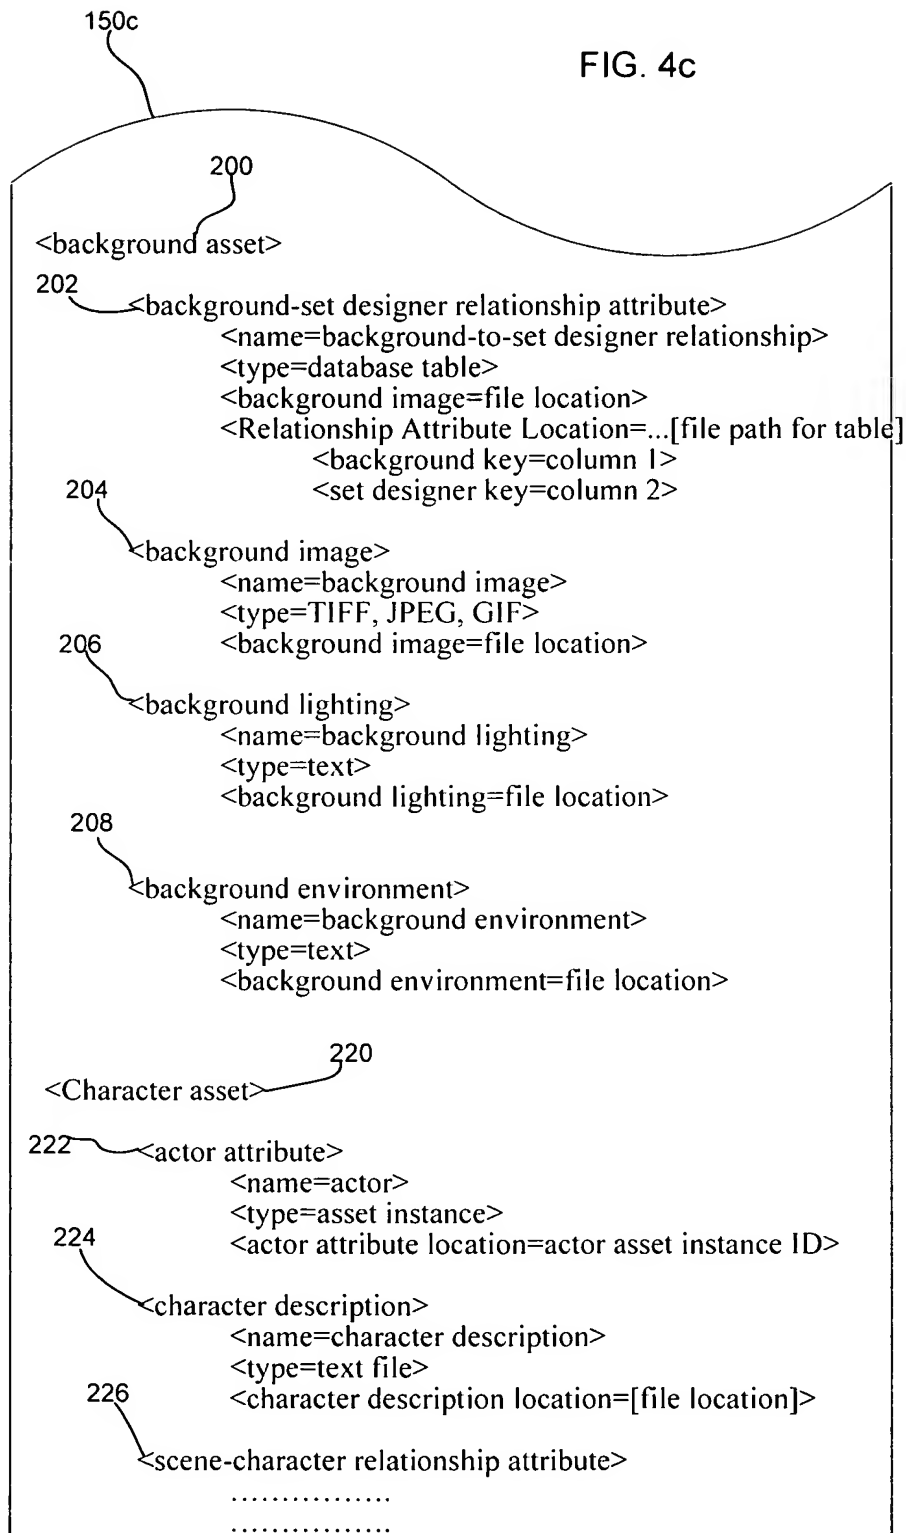 150c
FIG. 4c
200
<background asset>
202
<background-set designer relationship attribute>
<name=background-to-set designer relationship>
<type=database table>
<background image=file location>
<Relationship Attribute Location=...[file path for table]
<background key=column 1>
<set designer key=column 2>
204
<background image>
<name=background image>
<type=TIFF, JPEG, GIF>
<background image=file location>
206
<background lighting>
<name=background lighting>
<type=text>
<background lighting=file location>
208
<background environment>
<name=background environment>
<type=text>
<background environment=file location>
220
<Character asset>
222
<actor attribute>
<name=actor>
<type=asset instance>
<actor attribute location=actor asset instance ID>
224
<character description>
<name=character description>
<type=text file>
<character description location=[file location]>
226
<scene-character relationship attribute>
................
................